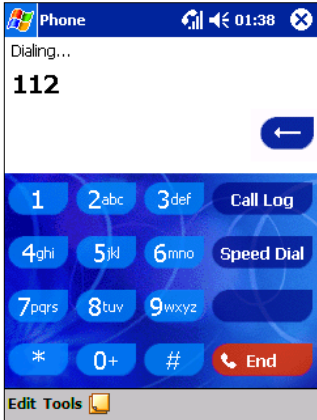 Phone 01:38
Dialing...
112
1 2abc 3def Call Log
4ghi 5jkl 6mno Speed Dial
7pqrs 8tuv 9wxyz
* 0+ # End
Edit Tools